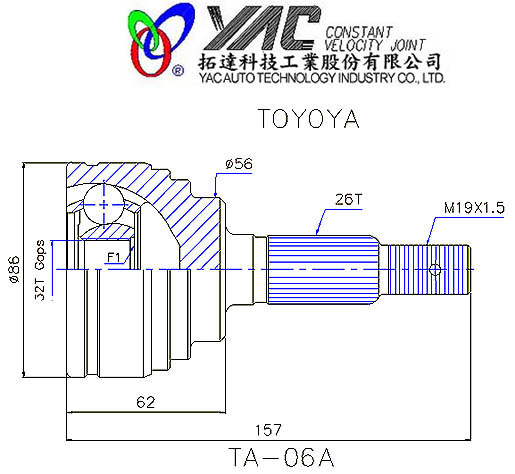 YAC CONSTANT
VELOCITY JOINT
®
拓達科技工業股份有限公司
YAC AUTO TECHNOLOGY INDUSTRY CO., LTD.
TOYOYA
ø56
26T
M19X1.5
ø86
32T Gaps
F1
62
157
TA-06A